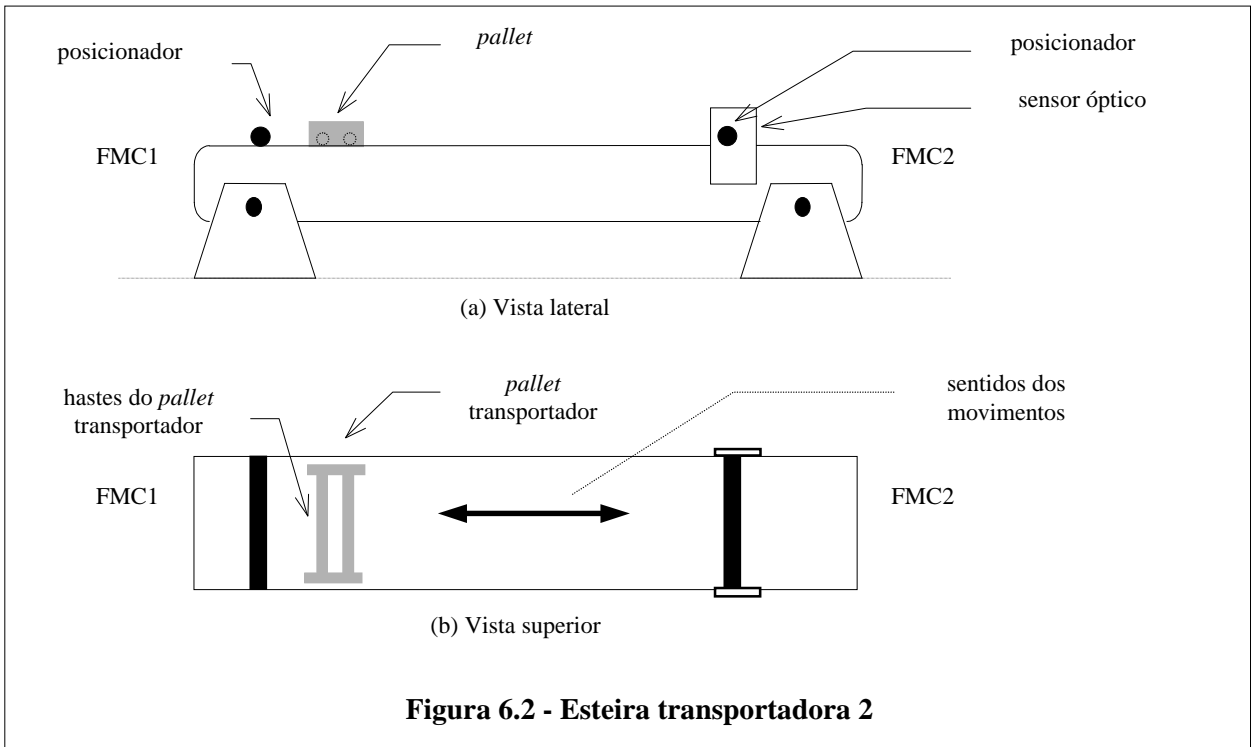 posicionador
pallet
posicionador
sensor óptico
FMC1
FMC2
(a) Vista lateral
hastes do pallet
transportador
pallet
transportador
sentidos dos
movimentos
FMC1
FMC2
(b) Vista superior
Figura 6.2 - Esteira transportadora 2